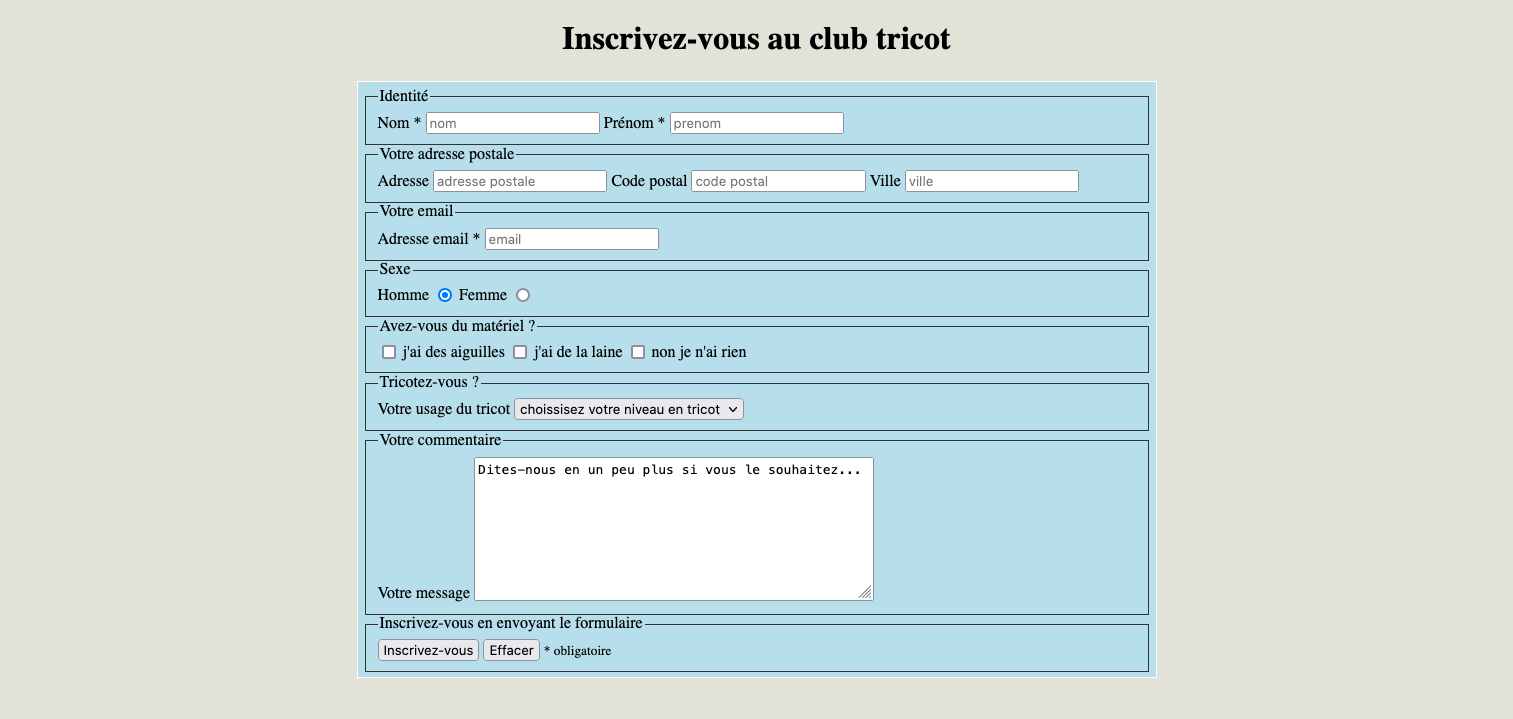 Inscrivez-vous au club tricot
Identité
Nom * nom Prénom * prenom
Votre adresse postale
Adresse adresse postale Code postal code postal Ville ville
Votre email
Adresse email * email
Sexe
Homme Femme
Avez-vous du matériel ?
j'ai des aiguilles j'ai de la laine non je n'ai rien
Tricotez-vous ?
Votre usage du tricot choissisez votre niveau en tricot
Votre commentaire
Dites-nous en un peu plus si vous le souhaitez...
Votre message
Inscrivez-vous en envoyant le formulaire
Inscrivez-vous Effacer * obligatoire